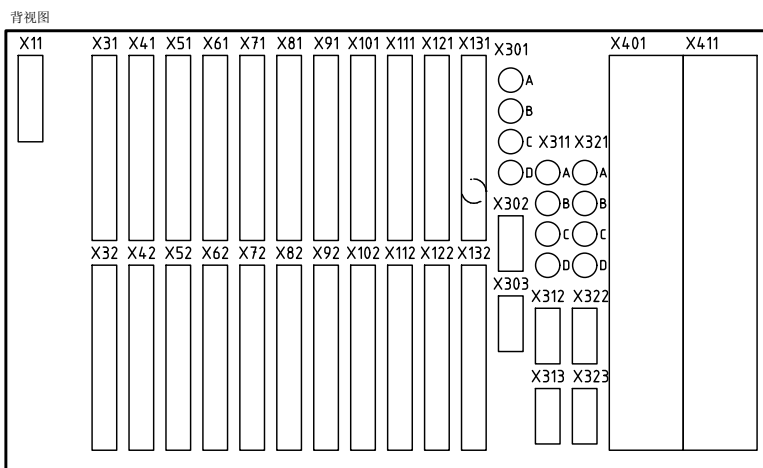 背视图
X11 X31 X41 X51 X61 X71 X81 X91 X101 X111 X121 X131 X301 X401 X411
A
B
C X311 X321
D A A
X302 B B
C C
X32 X42 X52 X62 X72 X82 X92 X102 X112 X122 X132
D D
X303 X312 X322
X313 X323